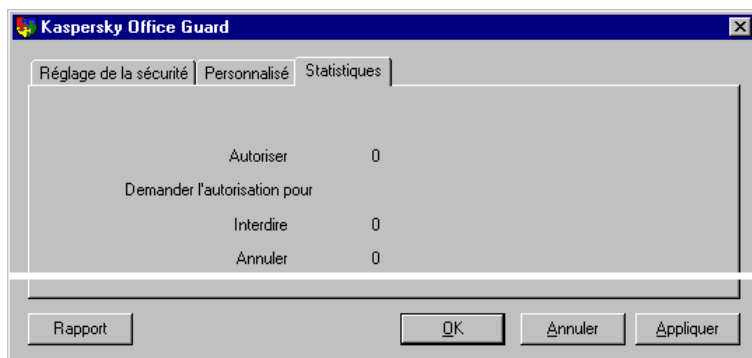 Kaspersky Office Guard
Réglage de la sécurité Personnalisé Statistiques
Autoriser 0
Demander l'autorisation pour
Interdire 0
Annuler 0
Rapport OK Annuler Appliquer